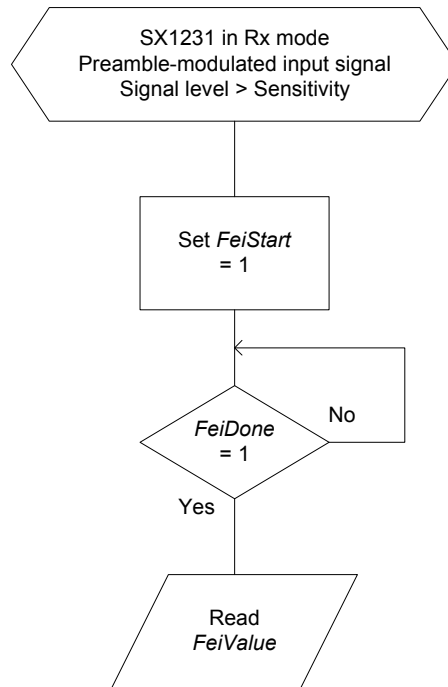 SX1231 in Rx mode
Preamble-modulated input signal
Signal level > Sensitivity
Set FeiStart
= 1
FeiDone
= 1
No
Yes
Read
FeiValue